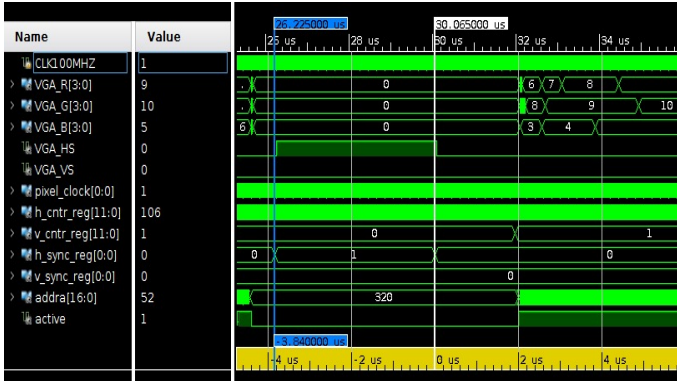 26.225000 us 30.065000 us
Name Value
26 us 28 us 30 us 32 us 34 us
CLK100MHZ 1
VGA_R[3:0] 9 . 0 6 7 8
VGA_G[3:0] 10 . 0 8 9 10
VGA_B[3:0] 5 6 0 3 4
VGA_HS 0
VGA_VS 0
pixel_clock[0:0] 1
h_cntr_reg[11:0] 106
v_cntr_reg[11:0] 1 0 1
h_sync_reg[0:0] 0 0 1 0
v_sync_reg[0:0] 0 0
addra[16:0] 52 320
active 1
-3.840000 us
-4 us -2 us 0 us 2 us 4 us